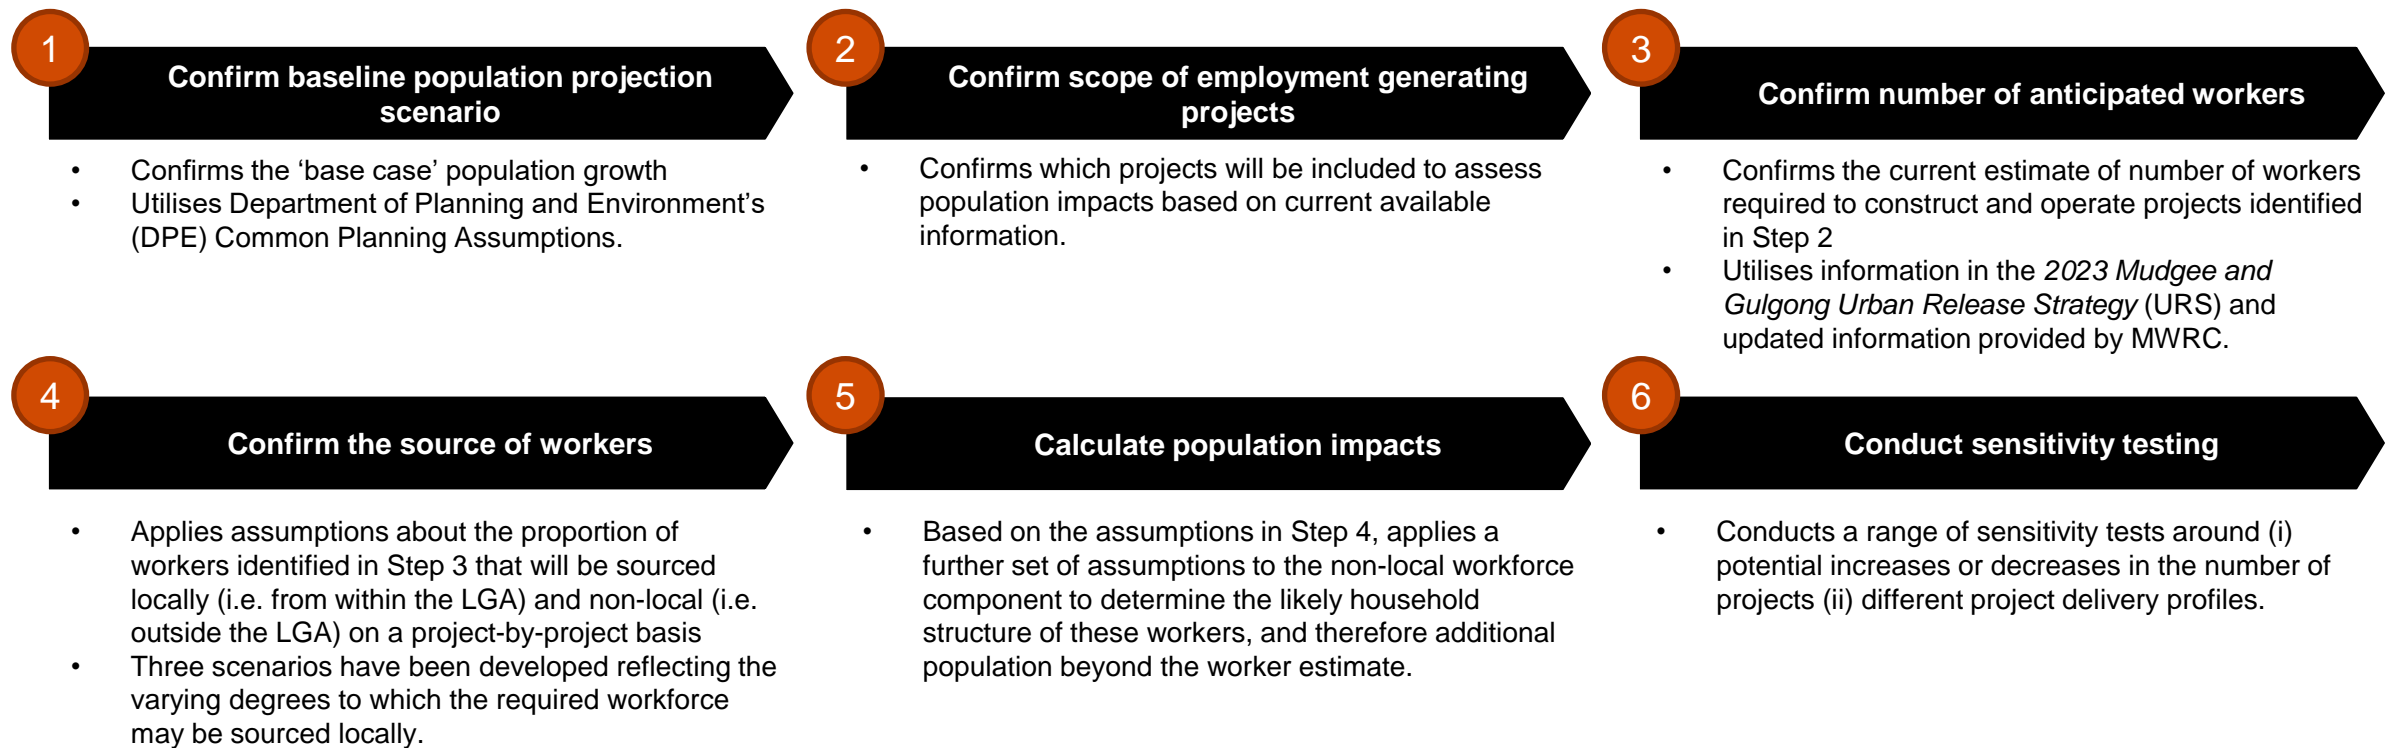 1
Confirm baseline population projection
scenario
• Confirms the ‘base case’ population growth
• Utilises Department of Planning and Environment’s
(DPE) Common Planning Assumptions.
2
Confirm scope of employment generating
projects
• Confirms which projects will be included to assess
population impacts based on current available
information.
3
Confirm number of anticipated workers
• Confirms the current estimate of number of workers
required to construct and operate projects identified
in Step 2
• Utilises information in the 2023 Mudgee and
Gulgong Urban Release Strategy (URS) and
updated information provided by MWRC.
4
Confirm the source of workers
• Applies assumptions about the proportion of
workers identified in Step 3 that will be sourced
locally (i.e. from within the LGA) and non-local (i.e.
outside the LGA) on a project-by-project basis
• Three scenarios have been developed reflecting the
varying degrees to which the required workforce
may be sourced locally.
5
Calculate population impacts
• Based on the assumptions in Step 4, applies a
further set of assumptions to the non-local workforce
component to determine the likely household
structure of these workers, and therefore additional
population beyond the worker estimate.
6
Conduct sensitivity testing
• Conducts a range of sensitivity tests around (i)
potential increases or decreases in the number of
projects (ii) different project delivery profiles.